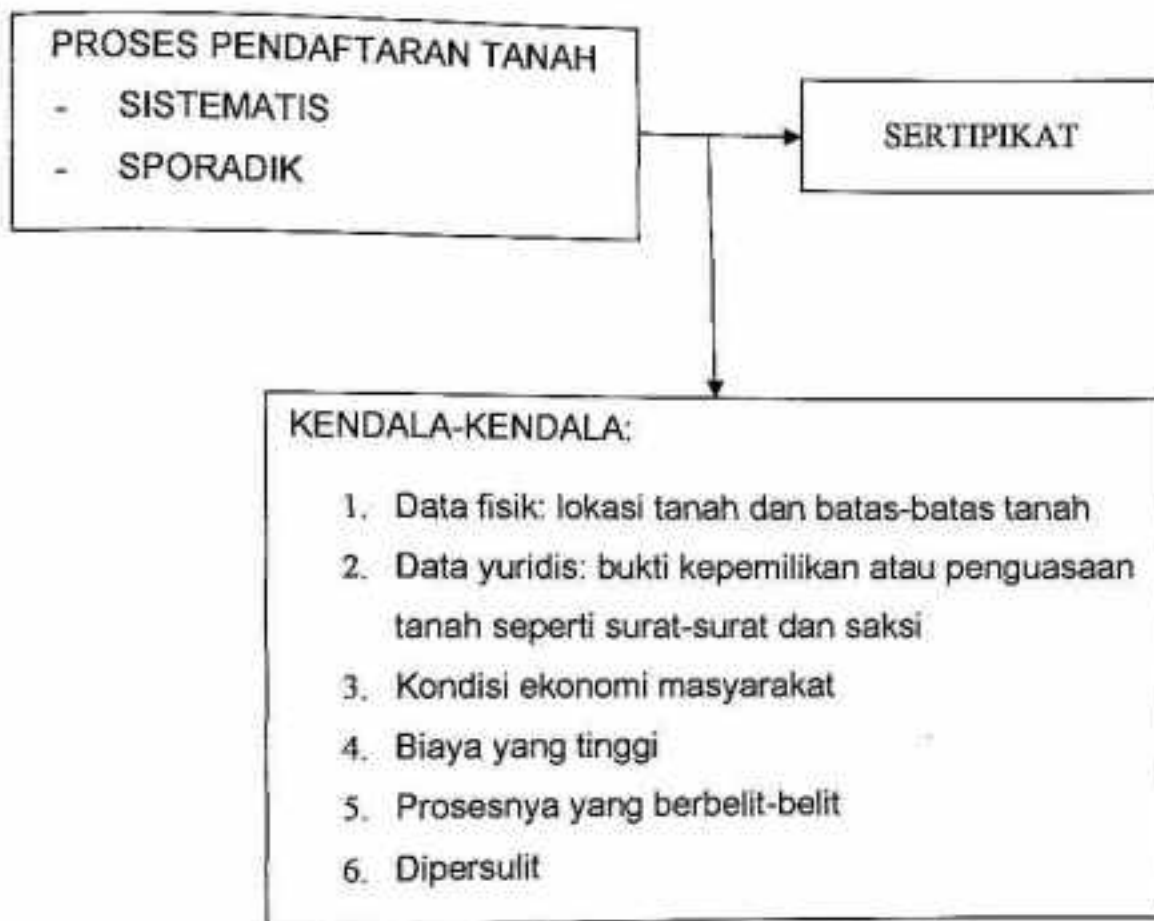 PROSES PENDAFTARAN TANAH
- SISTEMATIS
- SPORADIK
SERTIPIKAT
KENDALA-KENDALA:
1. Data fisik: lokasi tanah dan batas-batas tanah
2. Data yuridis: bukti kepemilikan atau penguasaan
tanah seperti surat-surat dan saksi
3. Kondisi ekonomi masyarakat
4. Biaya yang tinggi
5. Prosesnya yang berbelit-belit
6. Dipersulit